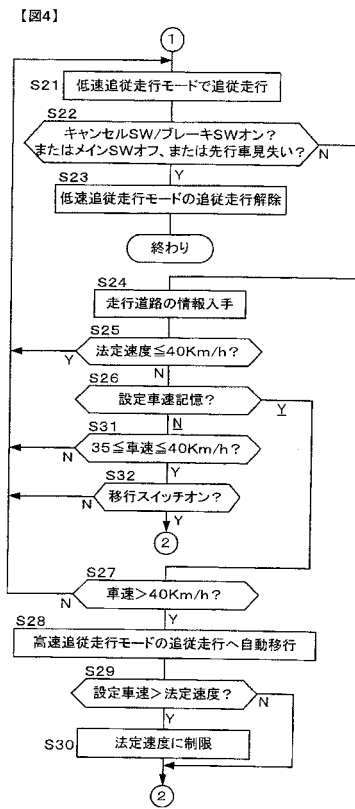 【図4】
①
S21
低速追従走行モードで追従走行
S22
キャンセルSW/ブレーキSWオン?
またはメインSWオフ、または先行車見失い?
N
Y
S23
低速追従走行モードの追従走行解除
終わり
S24
走行道路の情報入手
S25
法定速度≦40Km/h?
Y
N
S26
設定車速記憶?
Y
N
S31
35≦車速≦40Km/h?
N
Y
S32
移行スイッチオン?
N
Y
②
S27
車速>40Km/h?
N
Y
S28
高速追従走行モードの追従走行へ自動移行
S29
設定車速>法定速度?
N
Y
S30
法定速度に制限
②